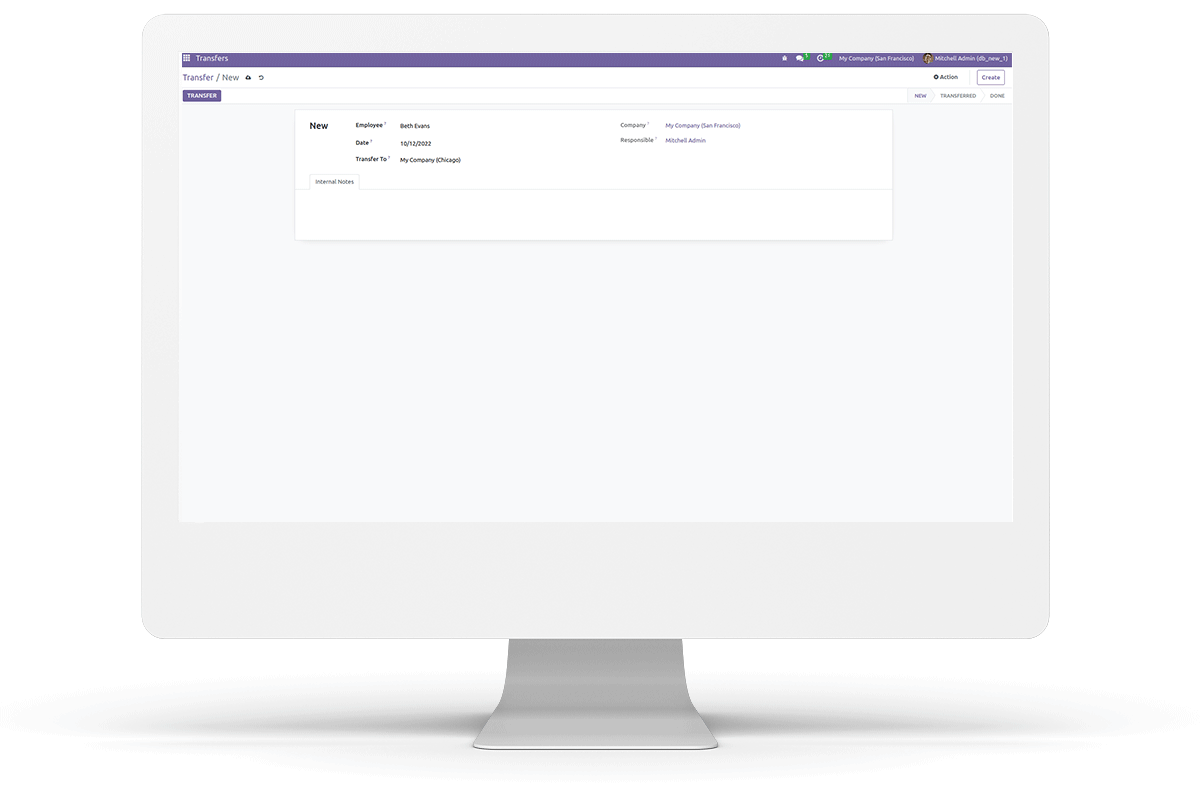 Transfers 5 21 My Company (San Francisco) Mitchell Admin (db_new_1)
Transfer / New Action Create
TRANSFER NEW TRANSFERRED DONE
New Employee ? Beth Evans Company ? My Company (San Francisco)
Date ? 10/12/2022 Responsible ? Mitchell Admin
Transfer To ? My Company (Chicago)
Internal Notes